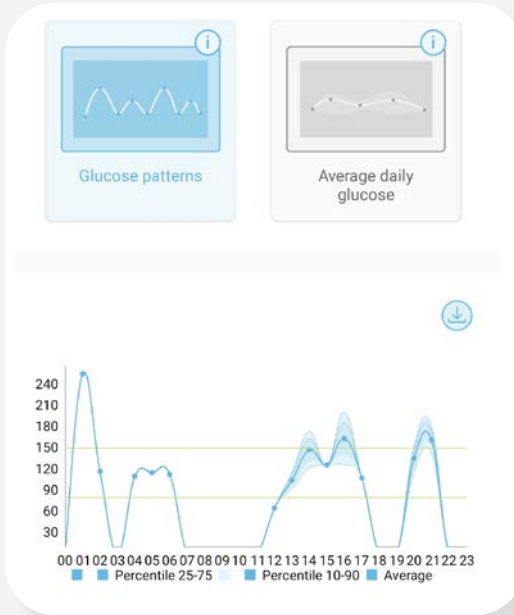 i
i
Glucose patterns
Average daily
glucose
240
210
180
150
120
90
60
30
00 01 02 03 04 05 06 07 08 09 10 11 12 13 14 15 16 17 18 19 20 21 22 23
Percentile 25-75 Percentile 10-90 Average